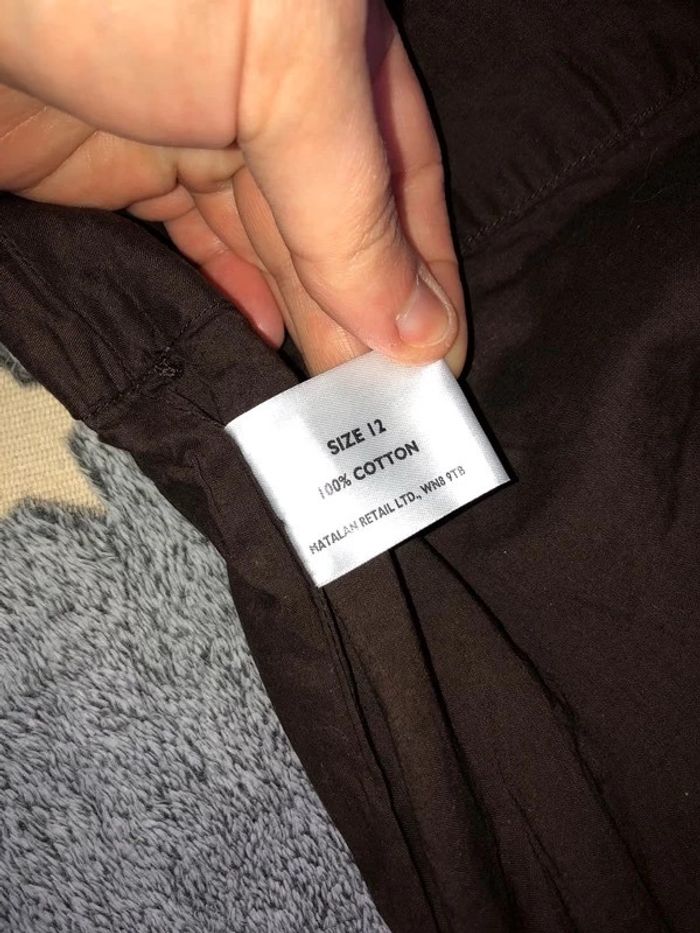 SIZE 12
100% COTTON
MATALAN RETAIL LTD., WN8 9TB